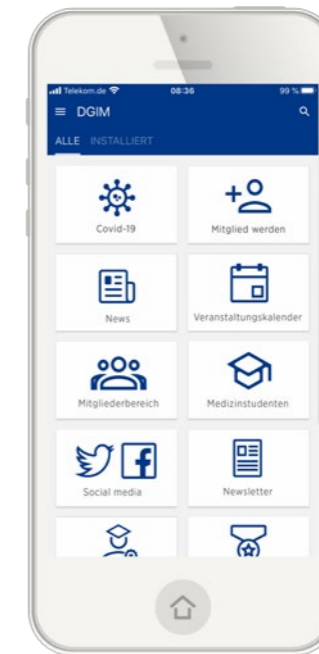 Telekom.de 08:36 99 %
DGIM
ALLE INSTALLIERT
Covid-19 Mitglied werden
News Veranstaltungskalender
Mitgliederbereich Medizinstudenten
Social media Newsletter